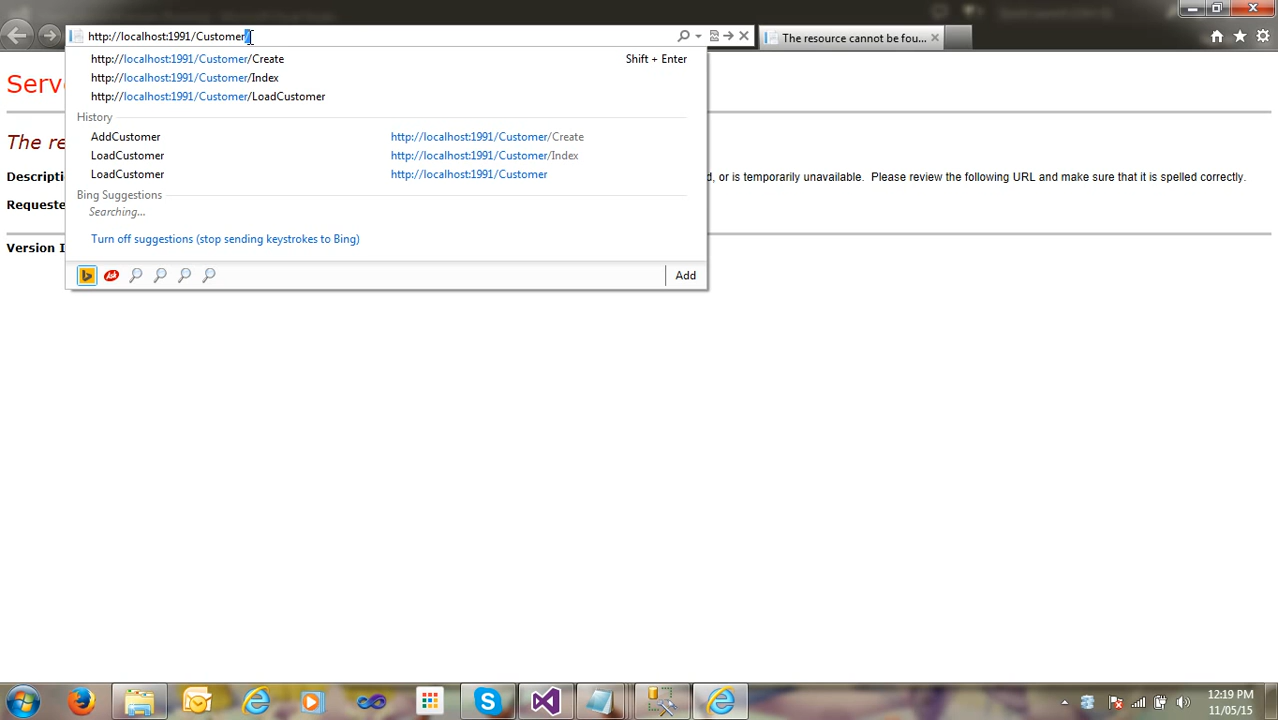 http://localhost:1991/Customer/
The resource cannot be fou...
http://localhost:1991/Customer/Create Shift + Enter
http://localhost:1991/Customer/Index
http://localhost:1991/Customer/LoadCustomer
Serv
History
AddCustomer http://localhost:1991/Customer/Create
The re
LoadCustomer http://localhost:1991/Customer/Index
LoadCustomer http://localhost:1991/Customer
Descripti d, or is temporarily unavailable. Please review the following URL and make sure that it is spelled correctly.
Bing Suggestions
Requeste
Searching...
Turn off suggestions (stop sending keystrokes to Bing)
Version I
Add
12:19 PM
11/05/15